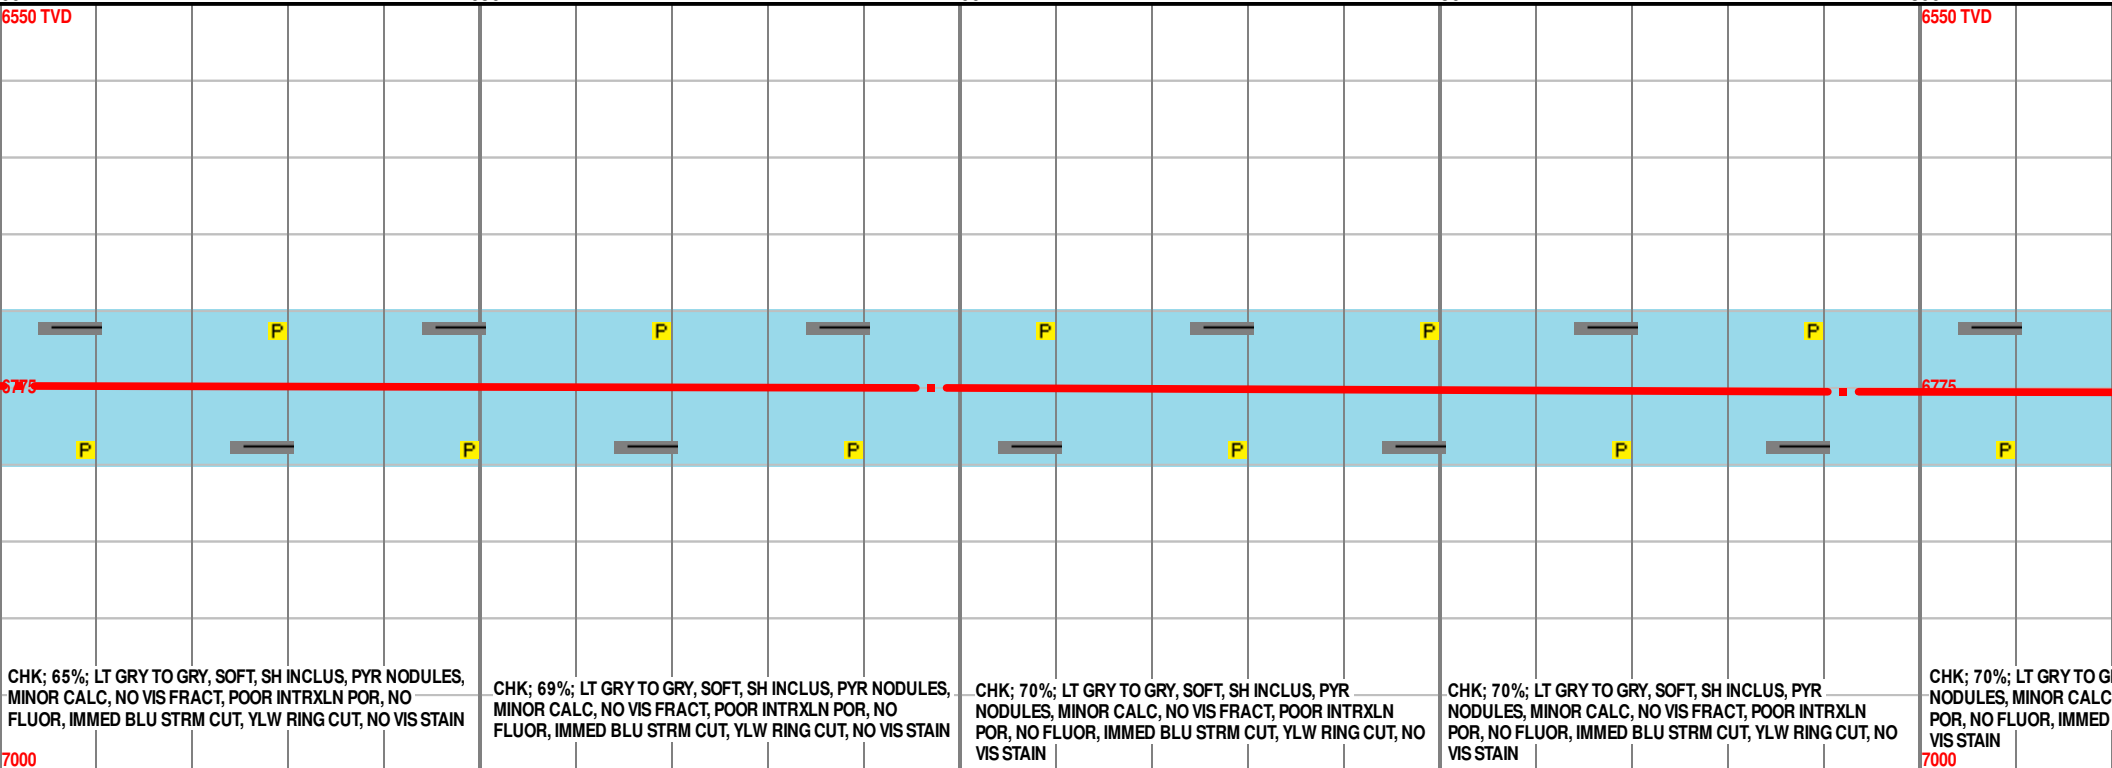 6550 TVD
6550 TVD
P
P
P
P
P
6775
6775
P
P
P
P
P
P
CHK; 65%; LT GRY TO GRY, SOFT, SH INCLUS, PYR NODULES,
MINOR CALC, NO VIS FRACT, POOR INTRXLN POR, NO
FLUOR, IMMED BLU STRM CUT, YLW RING CUT, NO VIS STAIN
CHK; 69%; LT GRY TO GRY, SOFT, SH INCLUS, PYR NODULES,
MINOR CALC, NO VIS FRACT, POOR INTRXLN POR, NO
FLUOR, IMMED BLU STRM CUT, YLW RING CUT, NO VIS STAIN
CHK; 70%; LT GRY TO GRY, SOFT, SH INCLUS, PYR
NODULES, MINOR CALC, NO VIS FRACT, POOR INTRXLN
POR, NO FLUOR, IMMED BLU STRM CUT, YLW RING CUT, NO
VIS STAIN
CHK; 70%; LT GRY TO GRY, SOFT, SH INCLUS, PYR
NODULES, MINOR CALC, NO VIS FRACT, POOR INTRXLN
POR, NO FLUOR, IMMED BLU STRM CUT, YLW RING CUT, NO
VIS STAIN
CHK; 70%; LT GRY TO
NODULES, MINOR CALC
POR, NO FLUOR, IMMED
VIS STAIN
7000
7000